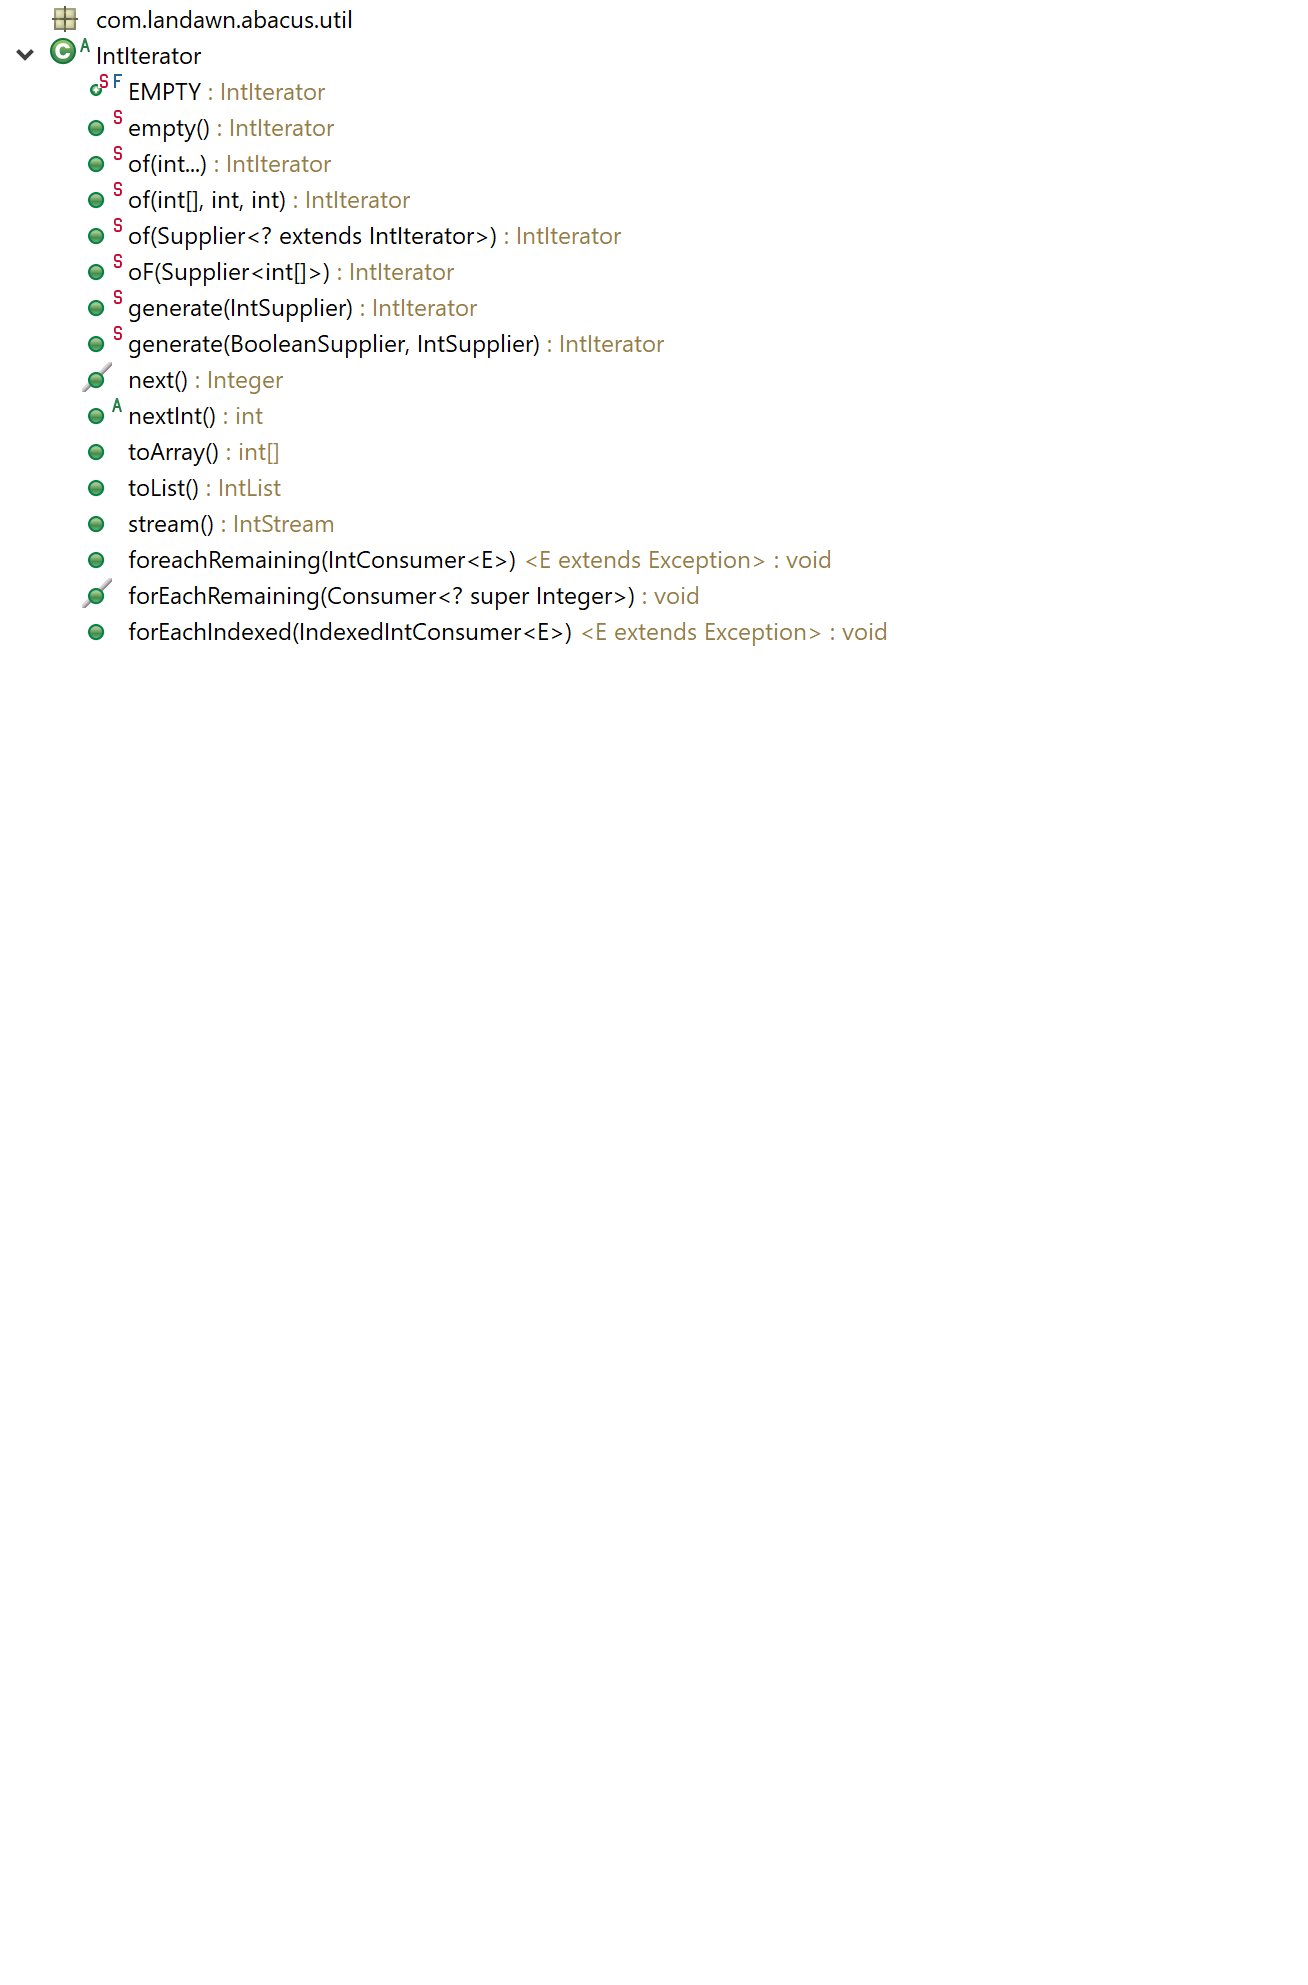 com.landawn.abacus.util
C A IntIterator
S F EMPTY : IntIterator
S empty() : IntIterator
S of(int...) : IntIterator
S of(int[], int, int) : IntIterator
S of(Supplier<? extends IntIterator>) : IntIterator
S oF(Supplier<int[]>) : IntIterator
S generate(IntSupplier) : IntIterator
S generate(BooleanSupplier, IntSupplier) : IntIterator
next() : Integer
A nextInt() : int
toArray() : int[]
toList() : IntList
stream() : IntStream
foreachRemaining(IntConsumer<E>) <E extends Exception> : void
forEachRemaining(Consumer<? super Integer>) : void
forEachIndexed(IndexedIntConsumer<E>) <E extends Exception> : void